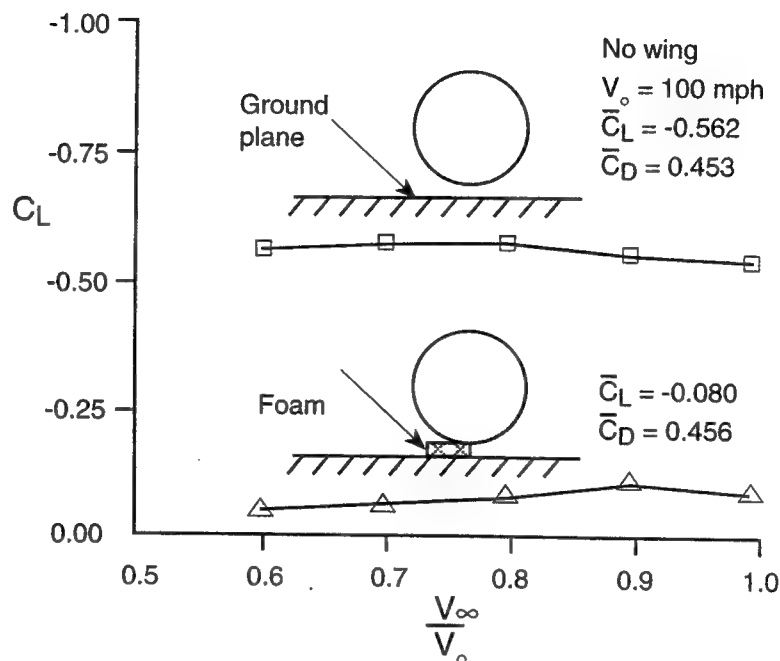 -1.00
-0.75
-0.50
-0.25
0.00
C_L
Ground
plane
No wing
V_o = 100 mph
C̅_L = -0.562
C̅_D = 0.453
Foam
C̅_L = -0.080
C̅_D = 0.456
0.5 0.6 0.7 0.8 0.9 1.0
V∞
V_o